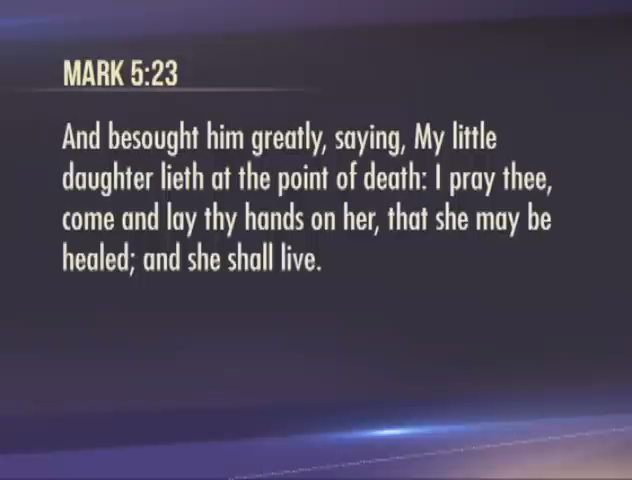 MARK 5:23
And besought him greatly, saying, My little
daughter lieth at the point of death: I pray thee,
come and lay thy hands on her, that she may be
healed; and she shall live.